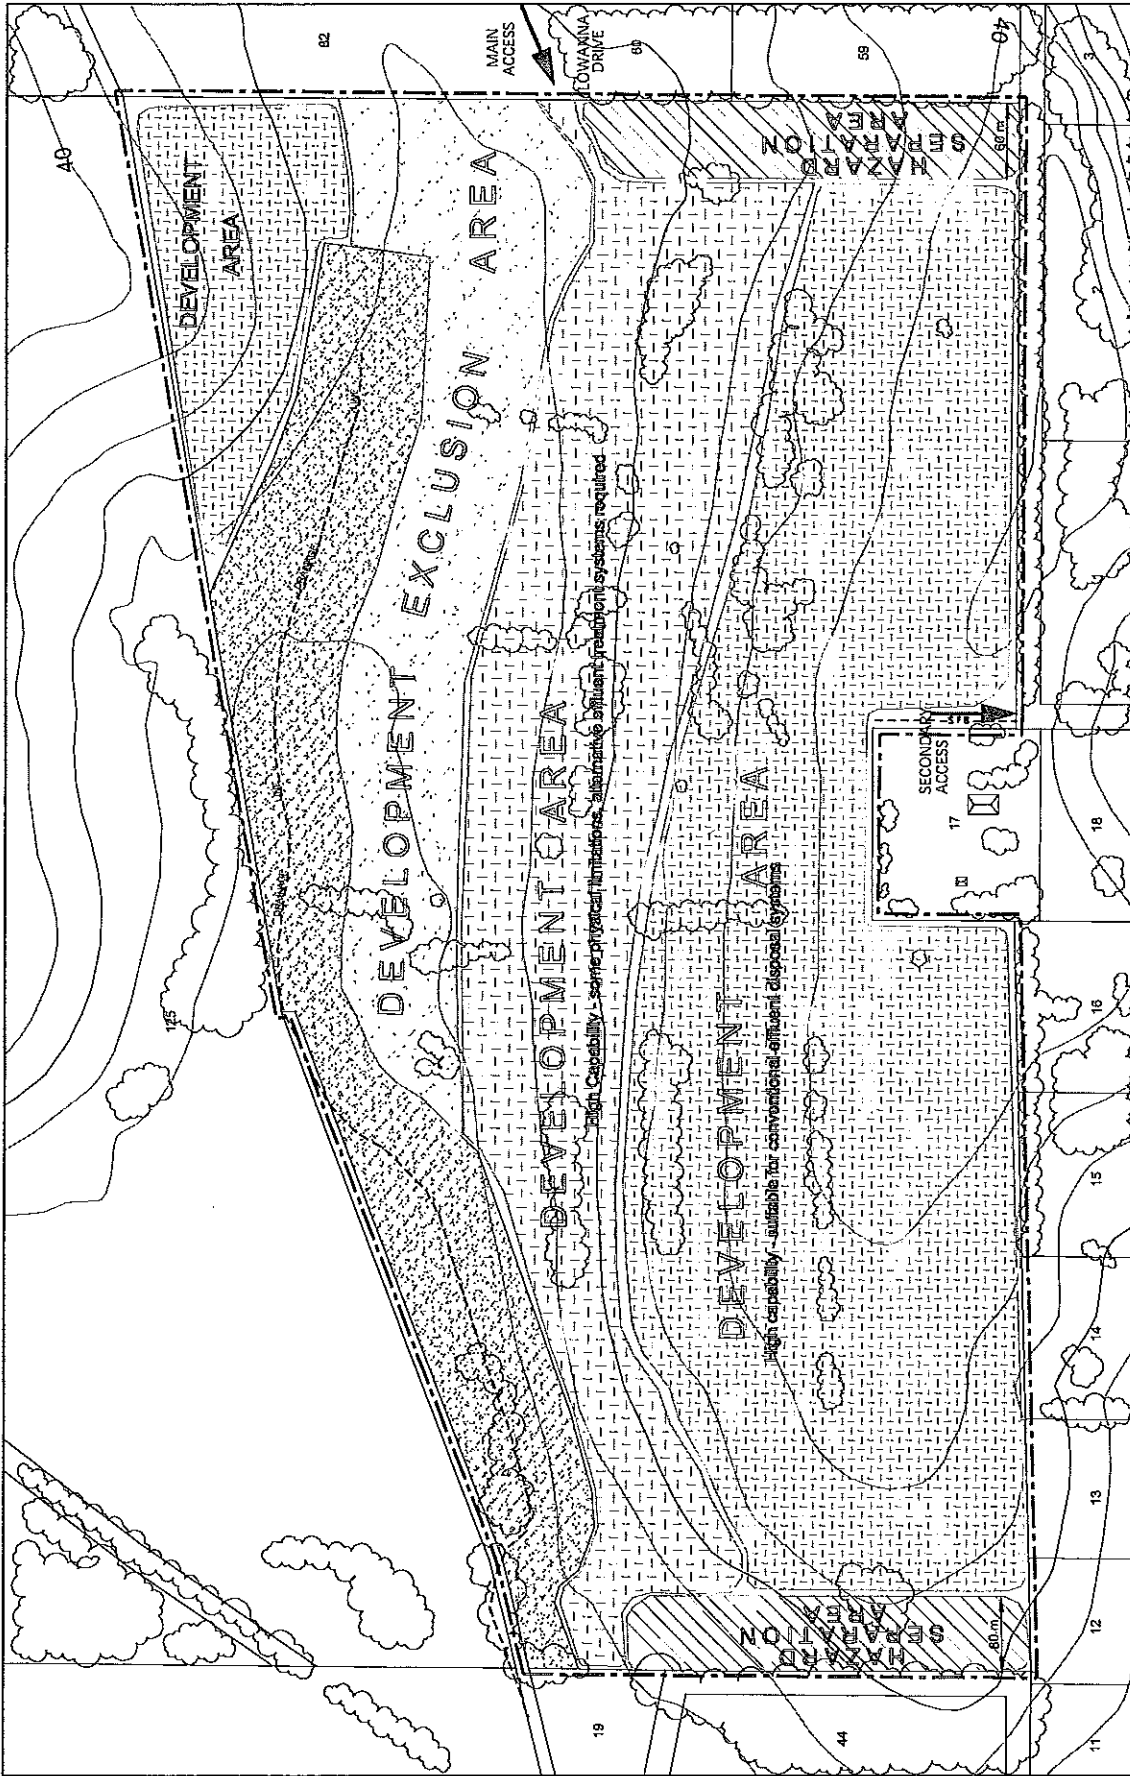 82
MAIN
ACCESS
LOWANNA
DRIVE
60
59
40
3
40
DEVELOPMENT
AREA
HAZARD
SEPARATION
AREA
60 m
2
DEVELOPMENT EXCLUSION AREA
DEVELOPMENT AREA
High Capability - some physical limitations, alternative effluent treatment systems required
DEVELOPMENT AREA
High capability - suitable for conventional effluent disposal systems
SECONDARY
ACCESS
17
18
125
16
15
14
13
HAZARD
SEPARATION
AREA
12
19
44
11